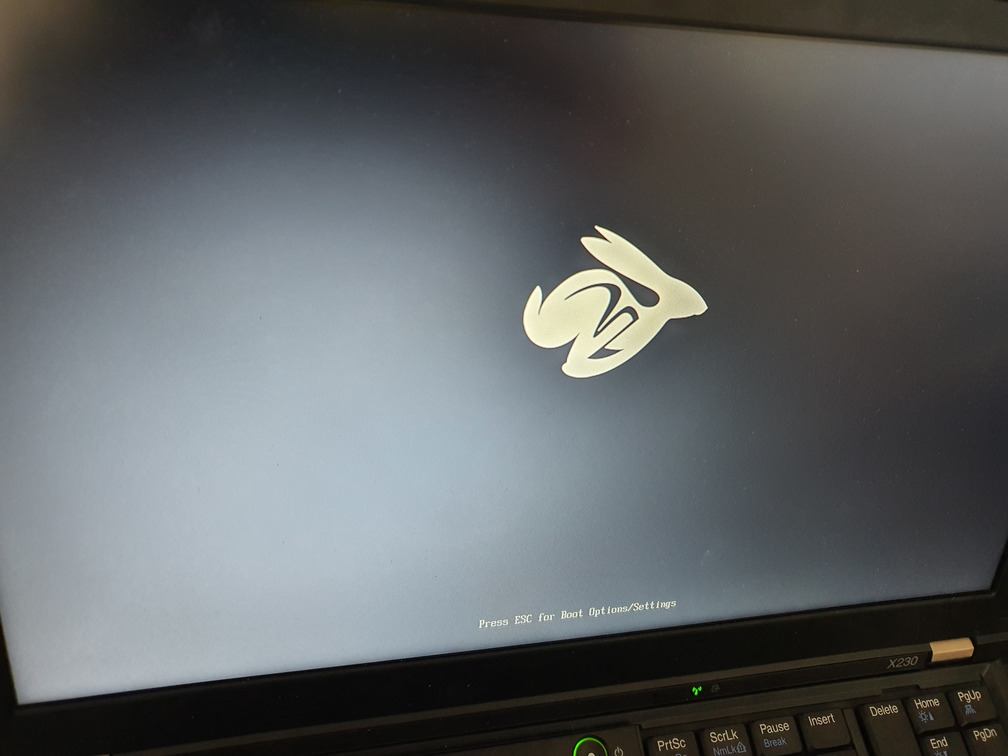 Press ESC for Boot Options/Settings
X230
PrtSc
ScrLk
NmLk
Pause
Break
Insert
Delete
Home
End
PgUp
PgDn